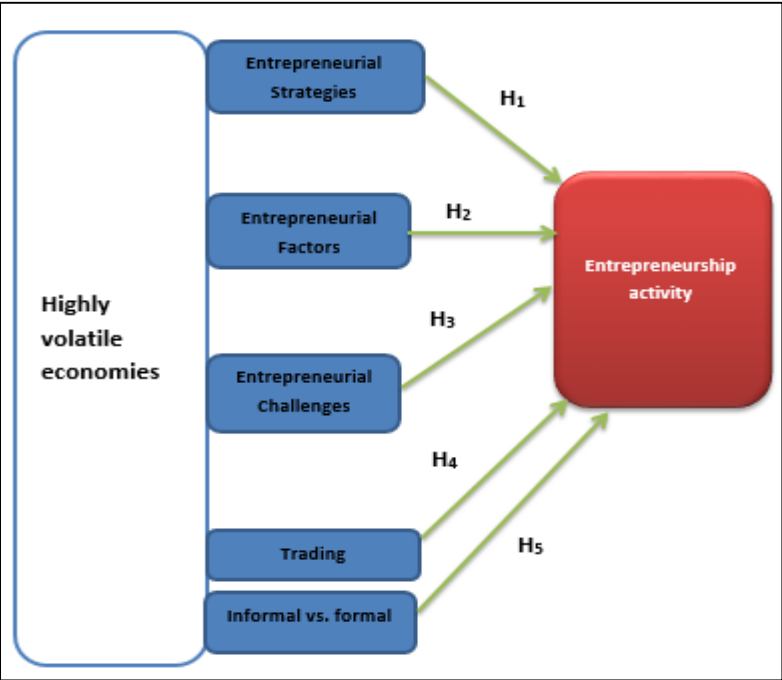 Entrepreneurial
Strategies
H₁
Entrepreneurial
Factors
H₂
Entrepreneurship
activity
Highly
volatile
economies
H₃
Entrepreneurial
Challenges
H₄
Trading
H₅
Informal vs. formal